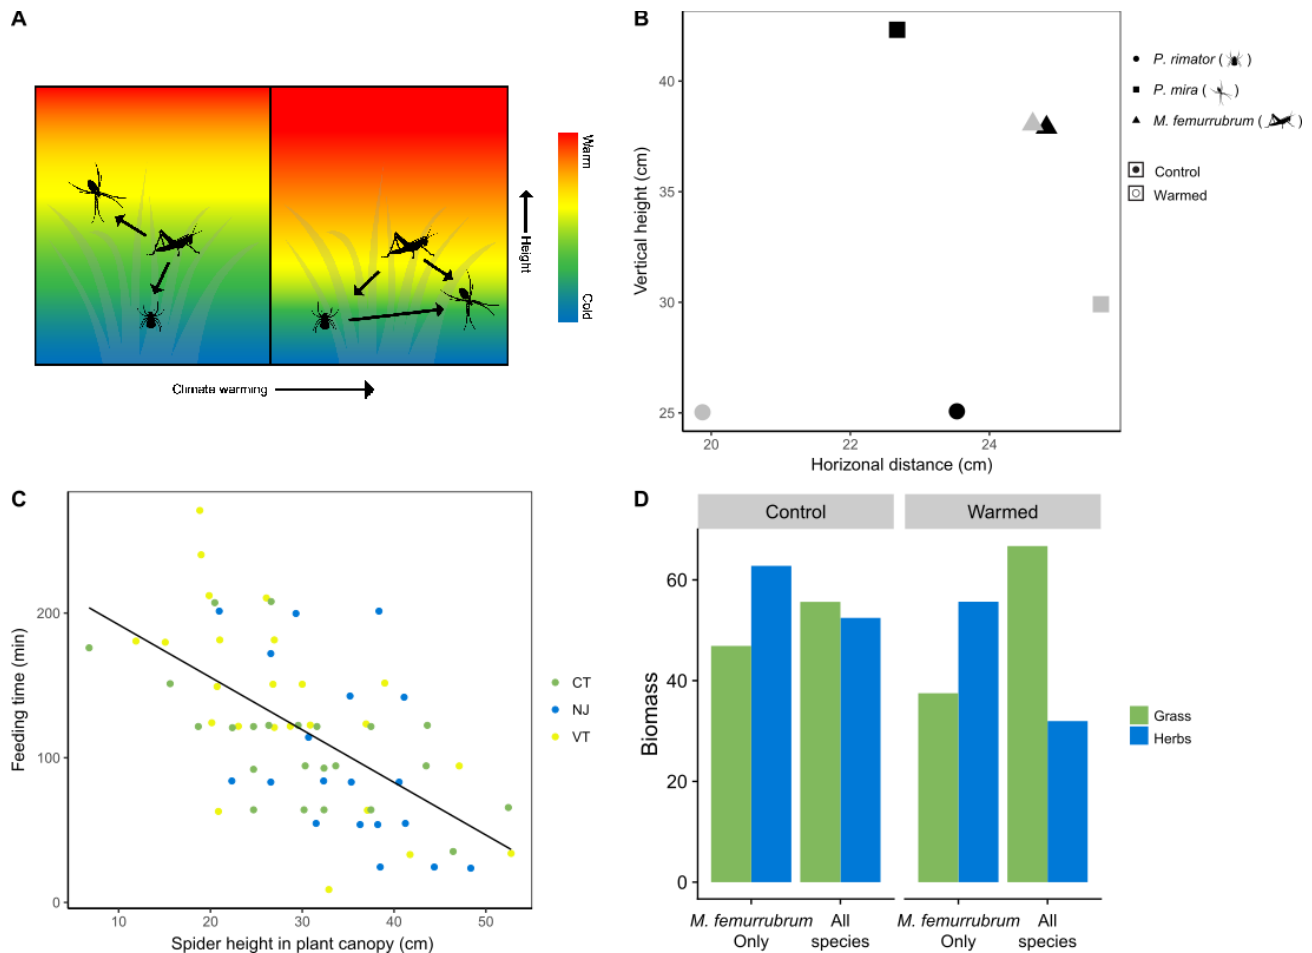 A
Warm
Cold
Height
Climate warming
B
40
35
30
25
Vertical height (cm)
20
22
24
Horizonal distance (cm)
P. rimator ( )
P. mira ( )
M. femurrubrum ( )
Control
Warmed
C
200
100
0
Feeding time (min)
10
20
30
40
50
Spider height in plant canopy (cm)
CT
NJ
VT
D
Control
Warmed
60
40
20
0
Biomass
M. femurrubrum
Only
All
species
M. femurrubrum
Only
All
species
Grass
Herbs